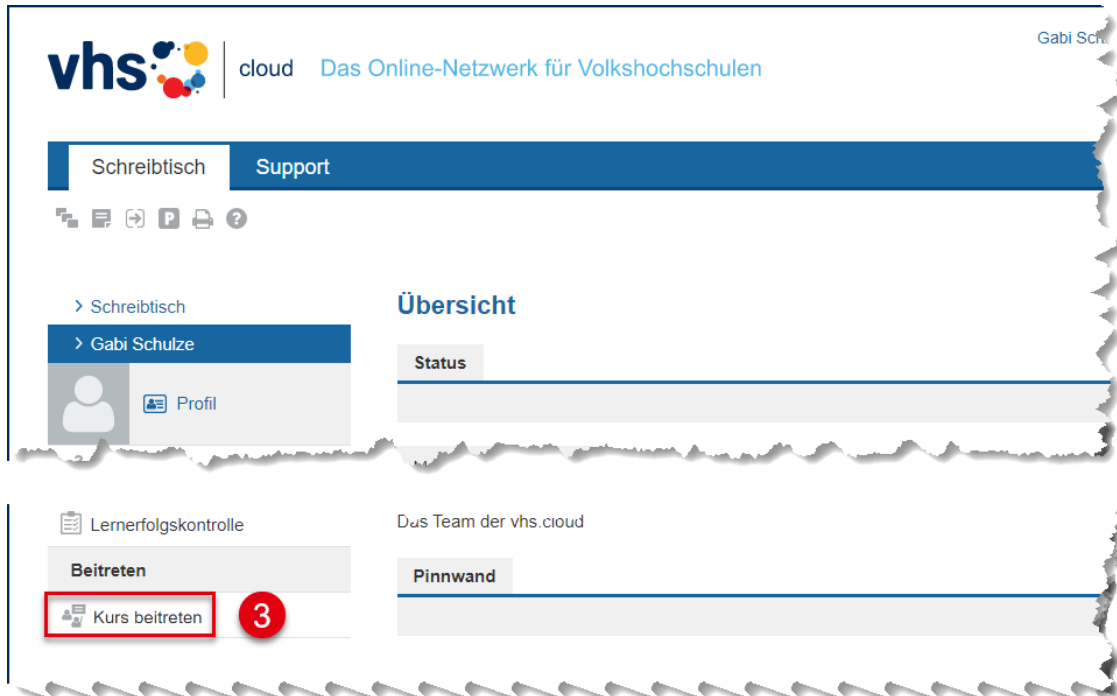 Gabi Sch
vhs cloud Das Online-Netzwerk für Volkshochschulen
Schreibtisch Support
Schreibtisch
Gabi Schulze
Profil
Übersicht
Status
Lernerfolgskontrolle
Beitreten
Kurs beitreten 3
Das Team der vhs.cloud
Pinnwand